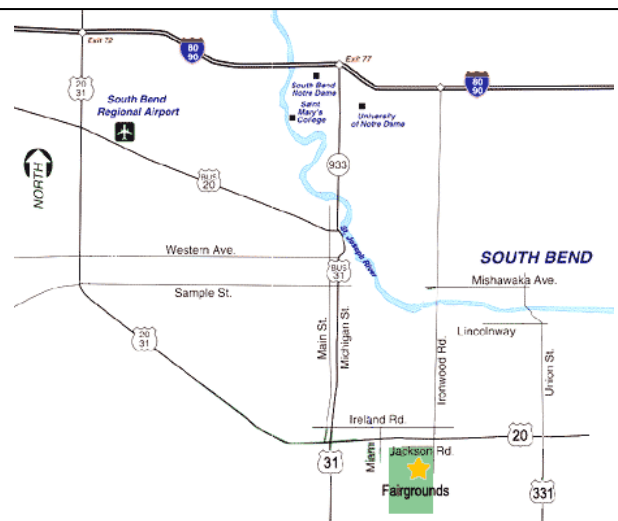 Exit 72
80
90
Exit 77
80
90
20
31
South Bend
Regional Airport
South Bend
Notre Dame
Saint
Mary's
College
University
of Notre Dame
933
NORTH
BUS
20
St. Joseph River
Western Ave.
BUS
31
SOUTH BEND
Mishawaka Ave.
Sample St.
Lincolnway
20
31
Main St.
Michigan St.
Ironwood Rd.
Union St.
Ireland Rd.
20
Miami
Jackson Rd.
31
Fairgrounds
331